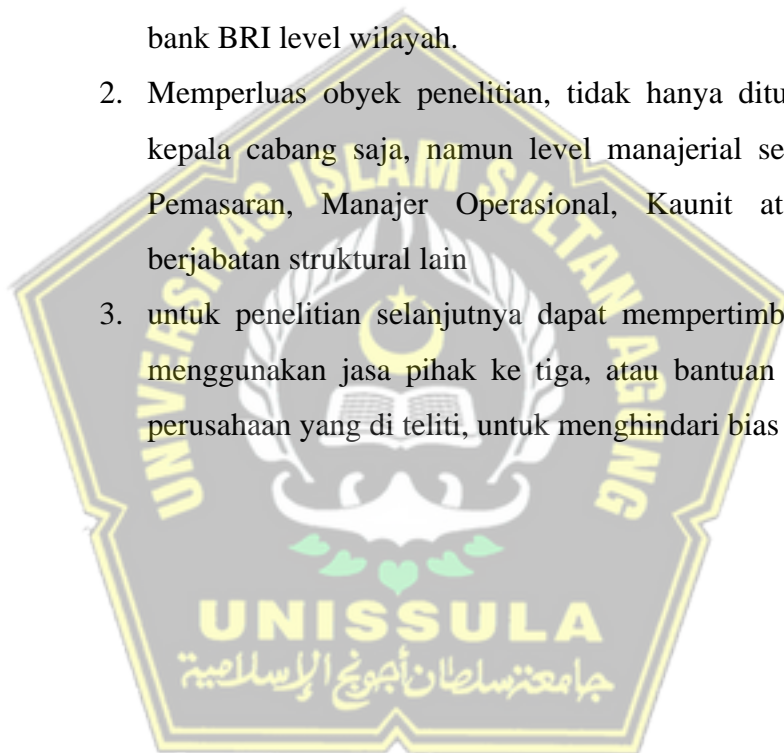 bank BRI level wilayah.
2. Memperluas obyek penelitian, tidak hanya ditu
kepala cabang saja, namun level manajerial se
Pemasaran, Manajer Operasional, Kaunit at
berjabatan struktural lain
3. untuk penelitian selanjutnya dapat mempertimb
menggunakan jasa pihak ke tiga, atau bantuan
perusahaan yang di teliti, untuk menghindari bias
UNIVERSITAS ISLAM SULTAN AGUNG
UNISSULA
جامعة سلطان أجونج الإسلامية